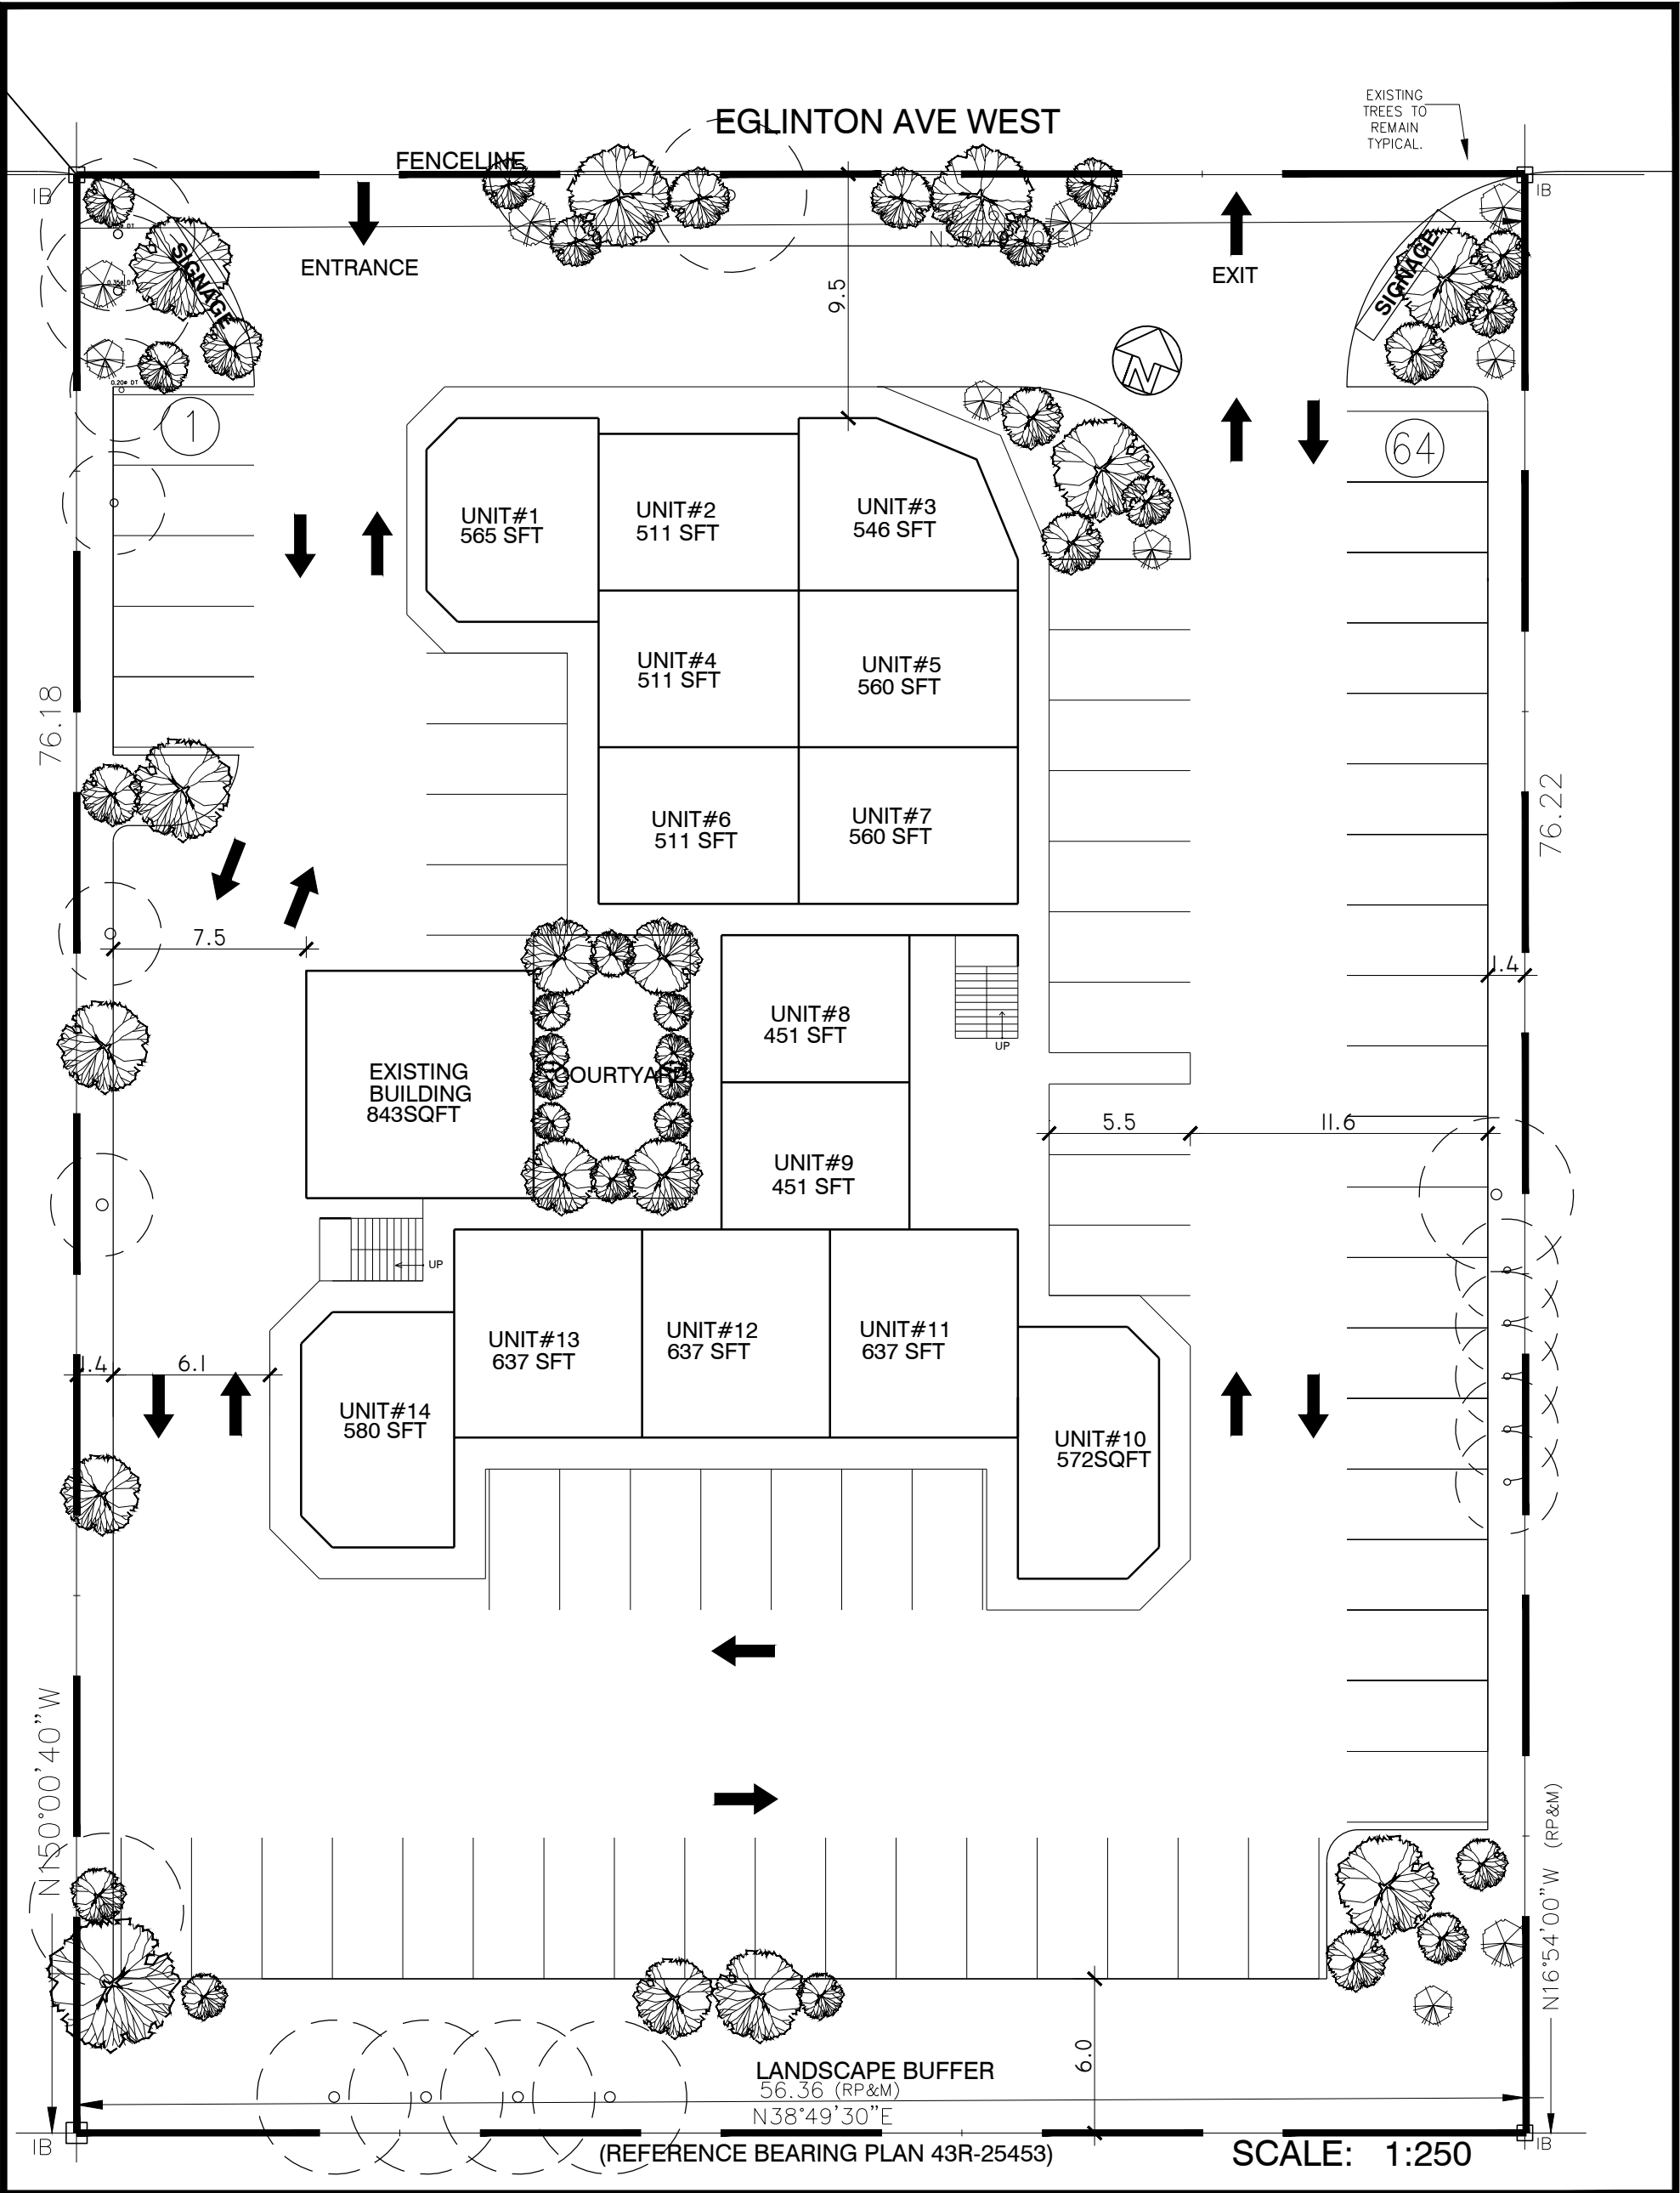 EXISTING
TREES TO
REMAIN
TYPICAL.
EGLINTON AVE WEST
FENCELINE
IB
IB
SIGNAGE
ENTRANCE
EXIT
SIGNAGE
9.5
N
0.20ø DT
1
64
UNIT#1
565 SFT
UNIT#2
511 SFT
UNIT#3
546 SFT
UNIT#4
511 SFT
UNIT#5
560 SFT
76.18
76.22
UNIT#6
511 SFT
UNIT#7
560 SFT
7.5
1.4
UNIT#8
451 SFT
UP
EXISTING
BUILDING
843SQFT
COURTYARD
5.5
11.6
UNIT#9
451 SFT
UP
UNIT#13
637 SFT
UNIT#12
637 SFT
UNIT#11
637 SFT
1.4
6.1
UNIT#14
580 SFT
UNIT#10
572SQFT
N150°00'40"W
N16°54'00"W (RP&M)
6.0
LANDSCAPE BUFFER
56.36 (RP&M)
N38°49'30"E
IB
IB
(REFERENCE BEARING PLAN 43R-25453)
SCALE: 1:250